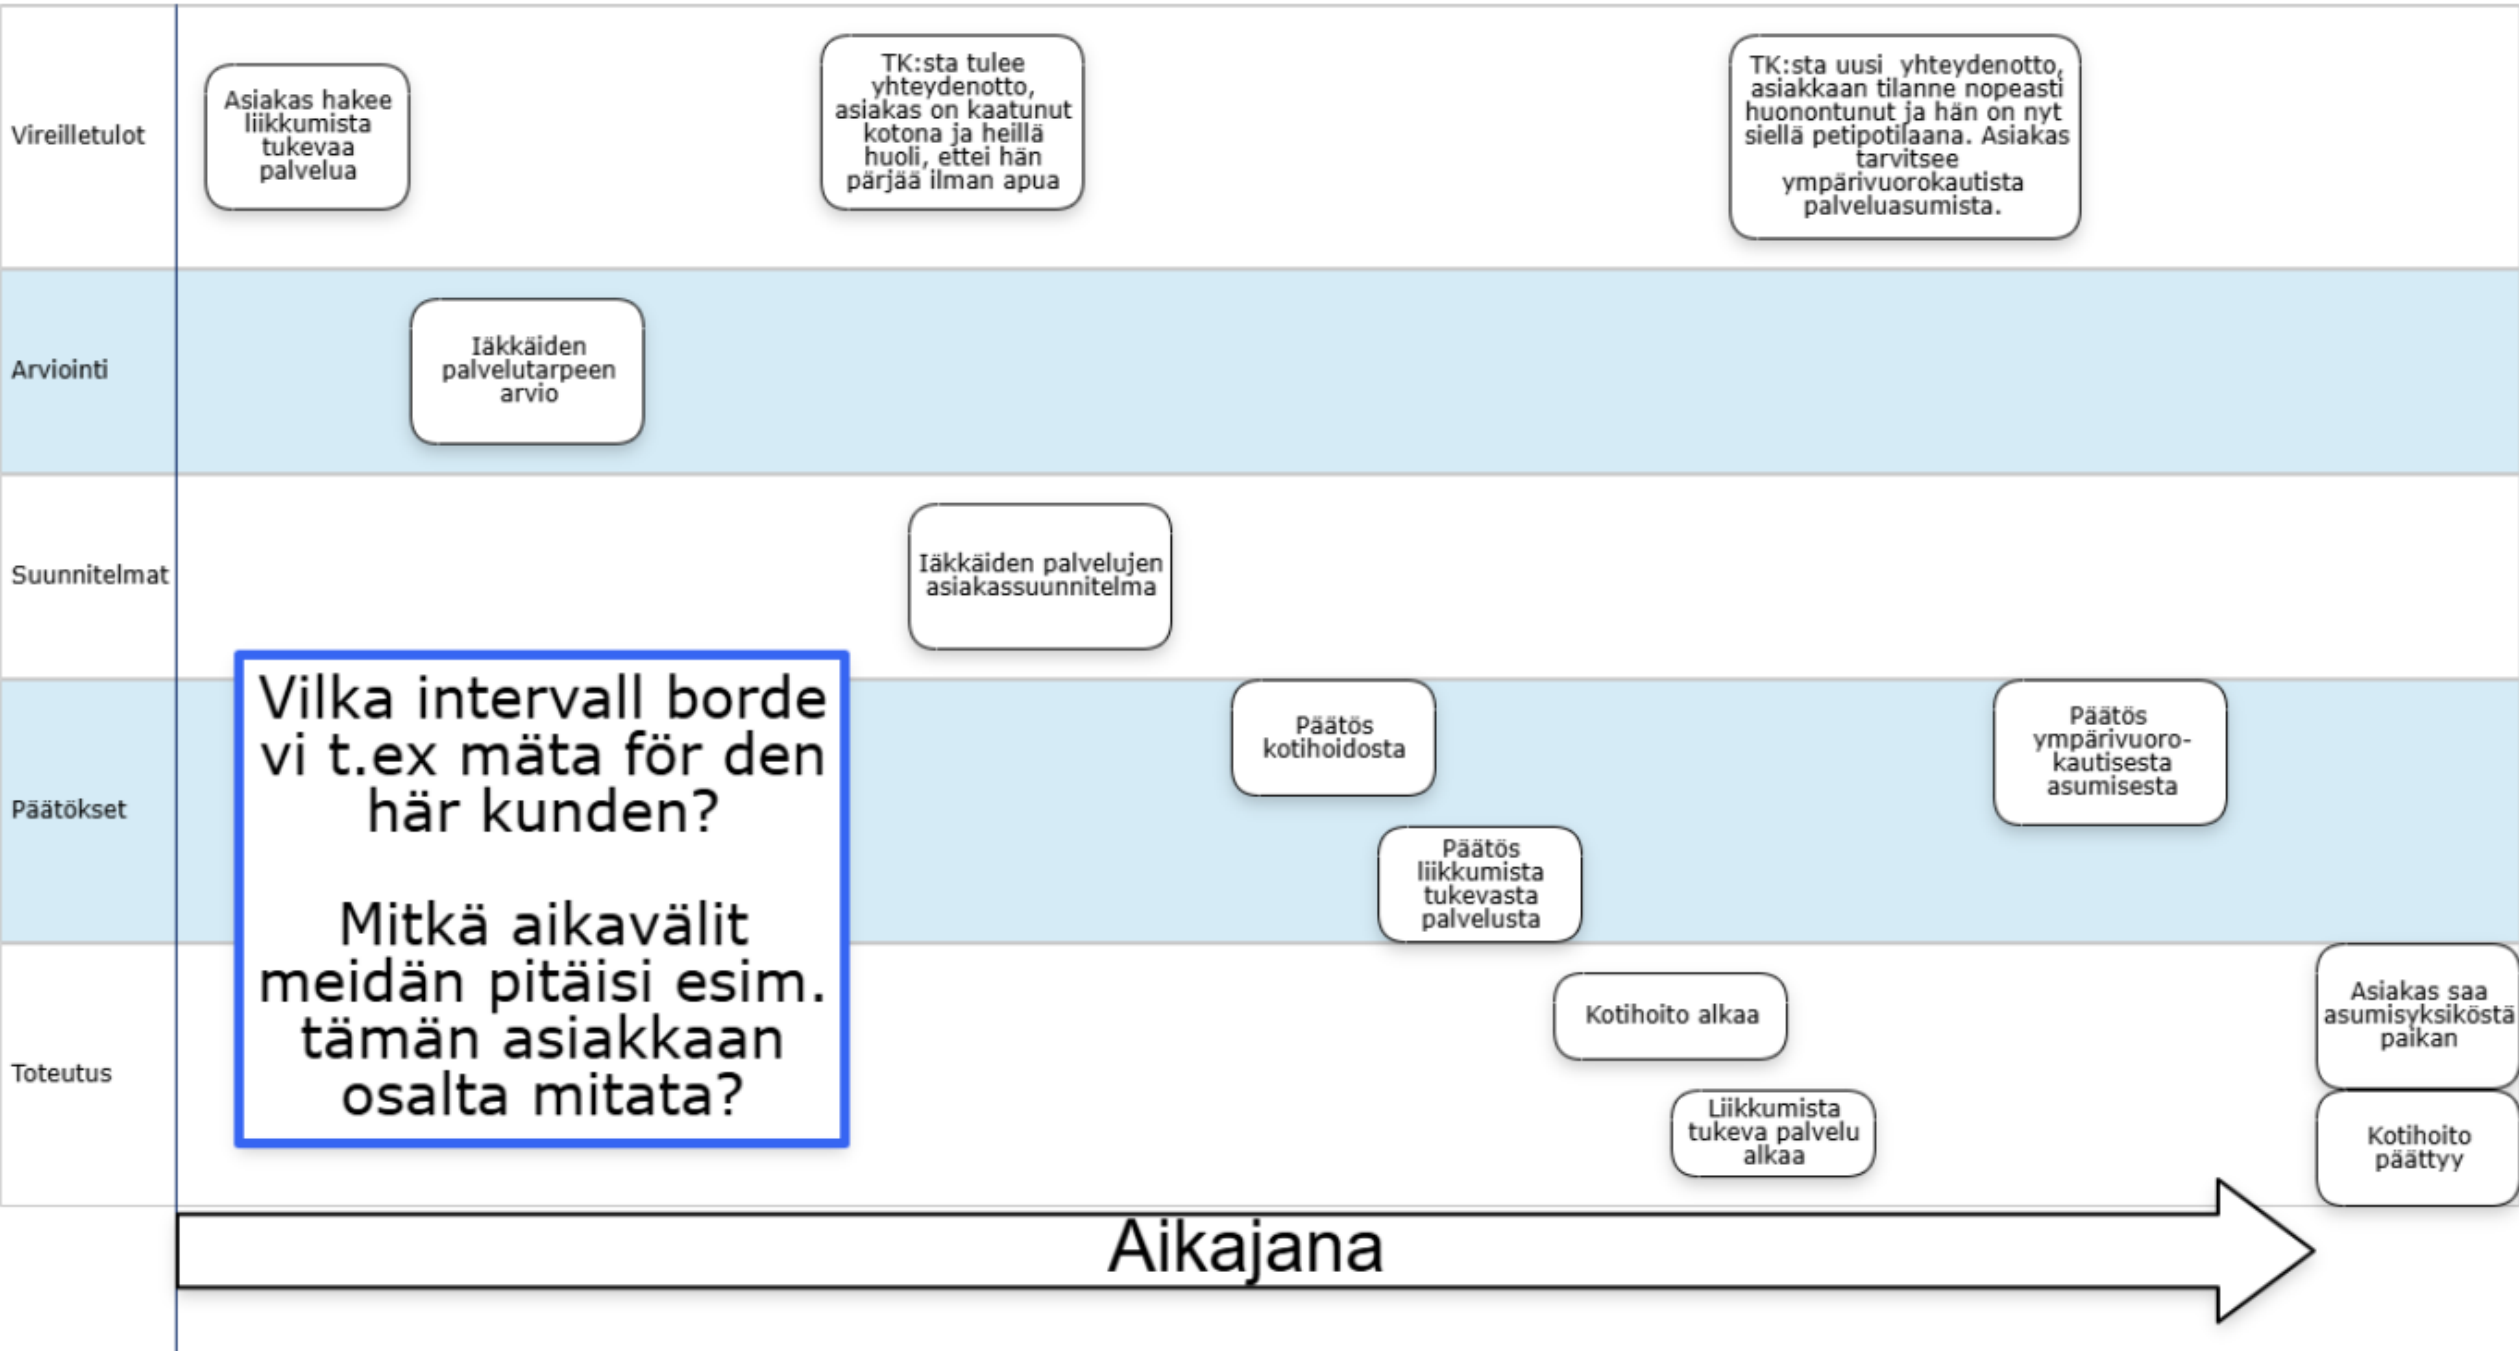 Vireilletulot
Asiakas hakee
liikkumista
tukevaa
palvelua
TK:sta tulee
yhteydenotto,
asiakas on kaatunut
kotona ja heillä
huoli, ettei hän
pärjää ilman apua
TK:sta uusi  yhteydenotto,
asiakkaan tilanne nopeasti
huonontunut ja hän on nyt
siellä petipotilaana. Asiakas
tarvitsee
ympärivuorokautista
palveluasumista.
Arviointi
Iäkkäiden
palvelutarpeen
arvio
Suunnitelmat
Iäkkäiden palvelujen
asiakassuunnitelma
Päätökset
Päätös
kotihoidosta
Päätös
liikkumista
tukevasta
palvelusta
Päätös
ympärivuoro-
kautisesta
asumisesta
Vilka intervall borde
vi t.ex mäta för den
här kunden?
Mitkä aikavälit
meidän pitäisi esim.
tämän asiakkaan
osalta mitata?
Toteutus
Kotihoito alkaa
Liikkumista
tukeva palvelu
alkaa
Asiakas saa
asumisyksiköstä
paikan
Kotihoito
päättyy
Aikajana